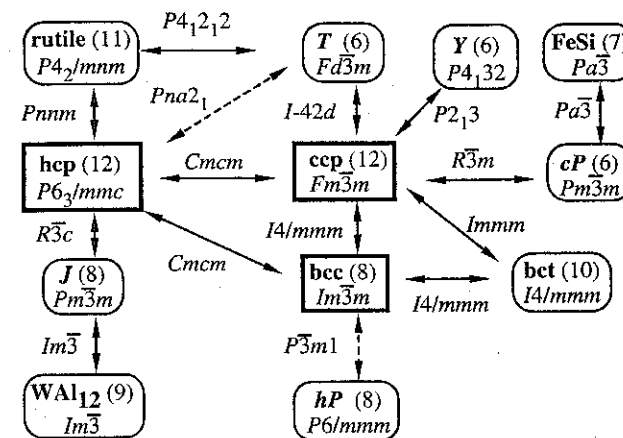 rutile (11)
P4₂/mnm
P4₁2₁2
T (6)
Fd3̅m
Y (6)
P4₁32
FeSi (7)
Pa3̅
Pnnm
Pna2₁
I-42d
P2₁3
Pa3̅
hcp (12)
P6₃/mmc
Cmcm
ccp (12)
Fm3̅m
R3̅m
cP (6)
Pm3̅m
R3̅c
Cmcm
I4/mmm
Immm
J (8)
Pm3̅m
bcc (8)
Im3̅m
I4/mmm
bct (10)
I4/mmm
Im3̅
P3̅m1
WAl₁₂ (9)
Im3̅
hP (8)
P6/mmm